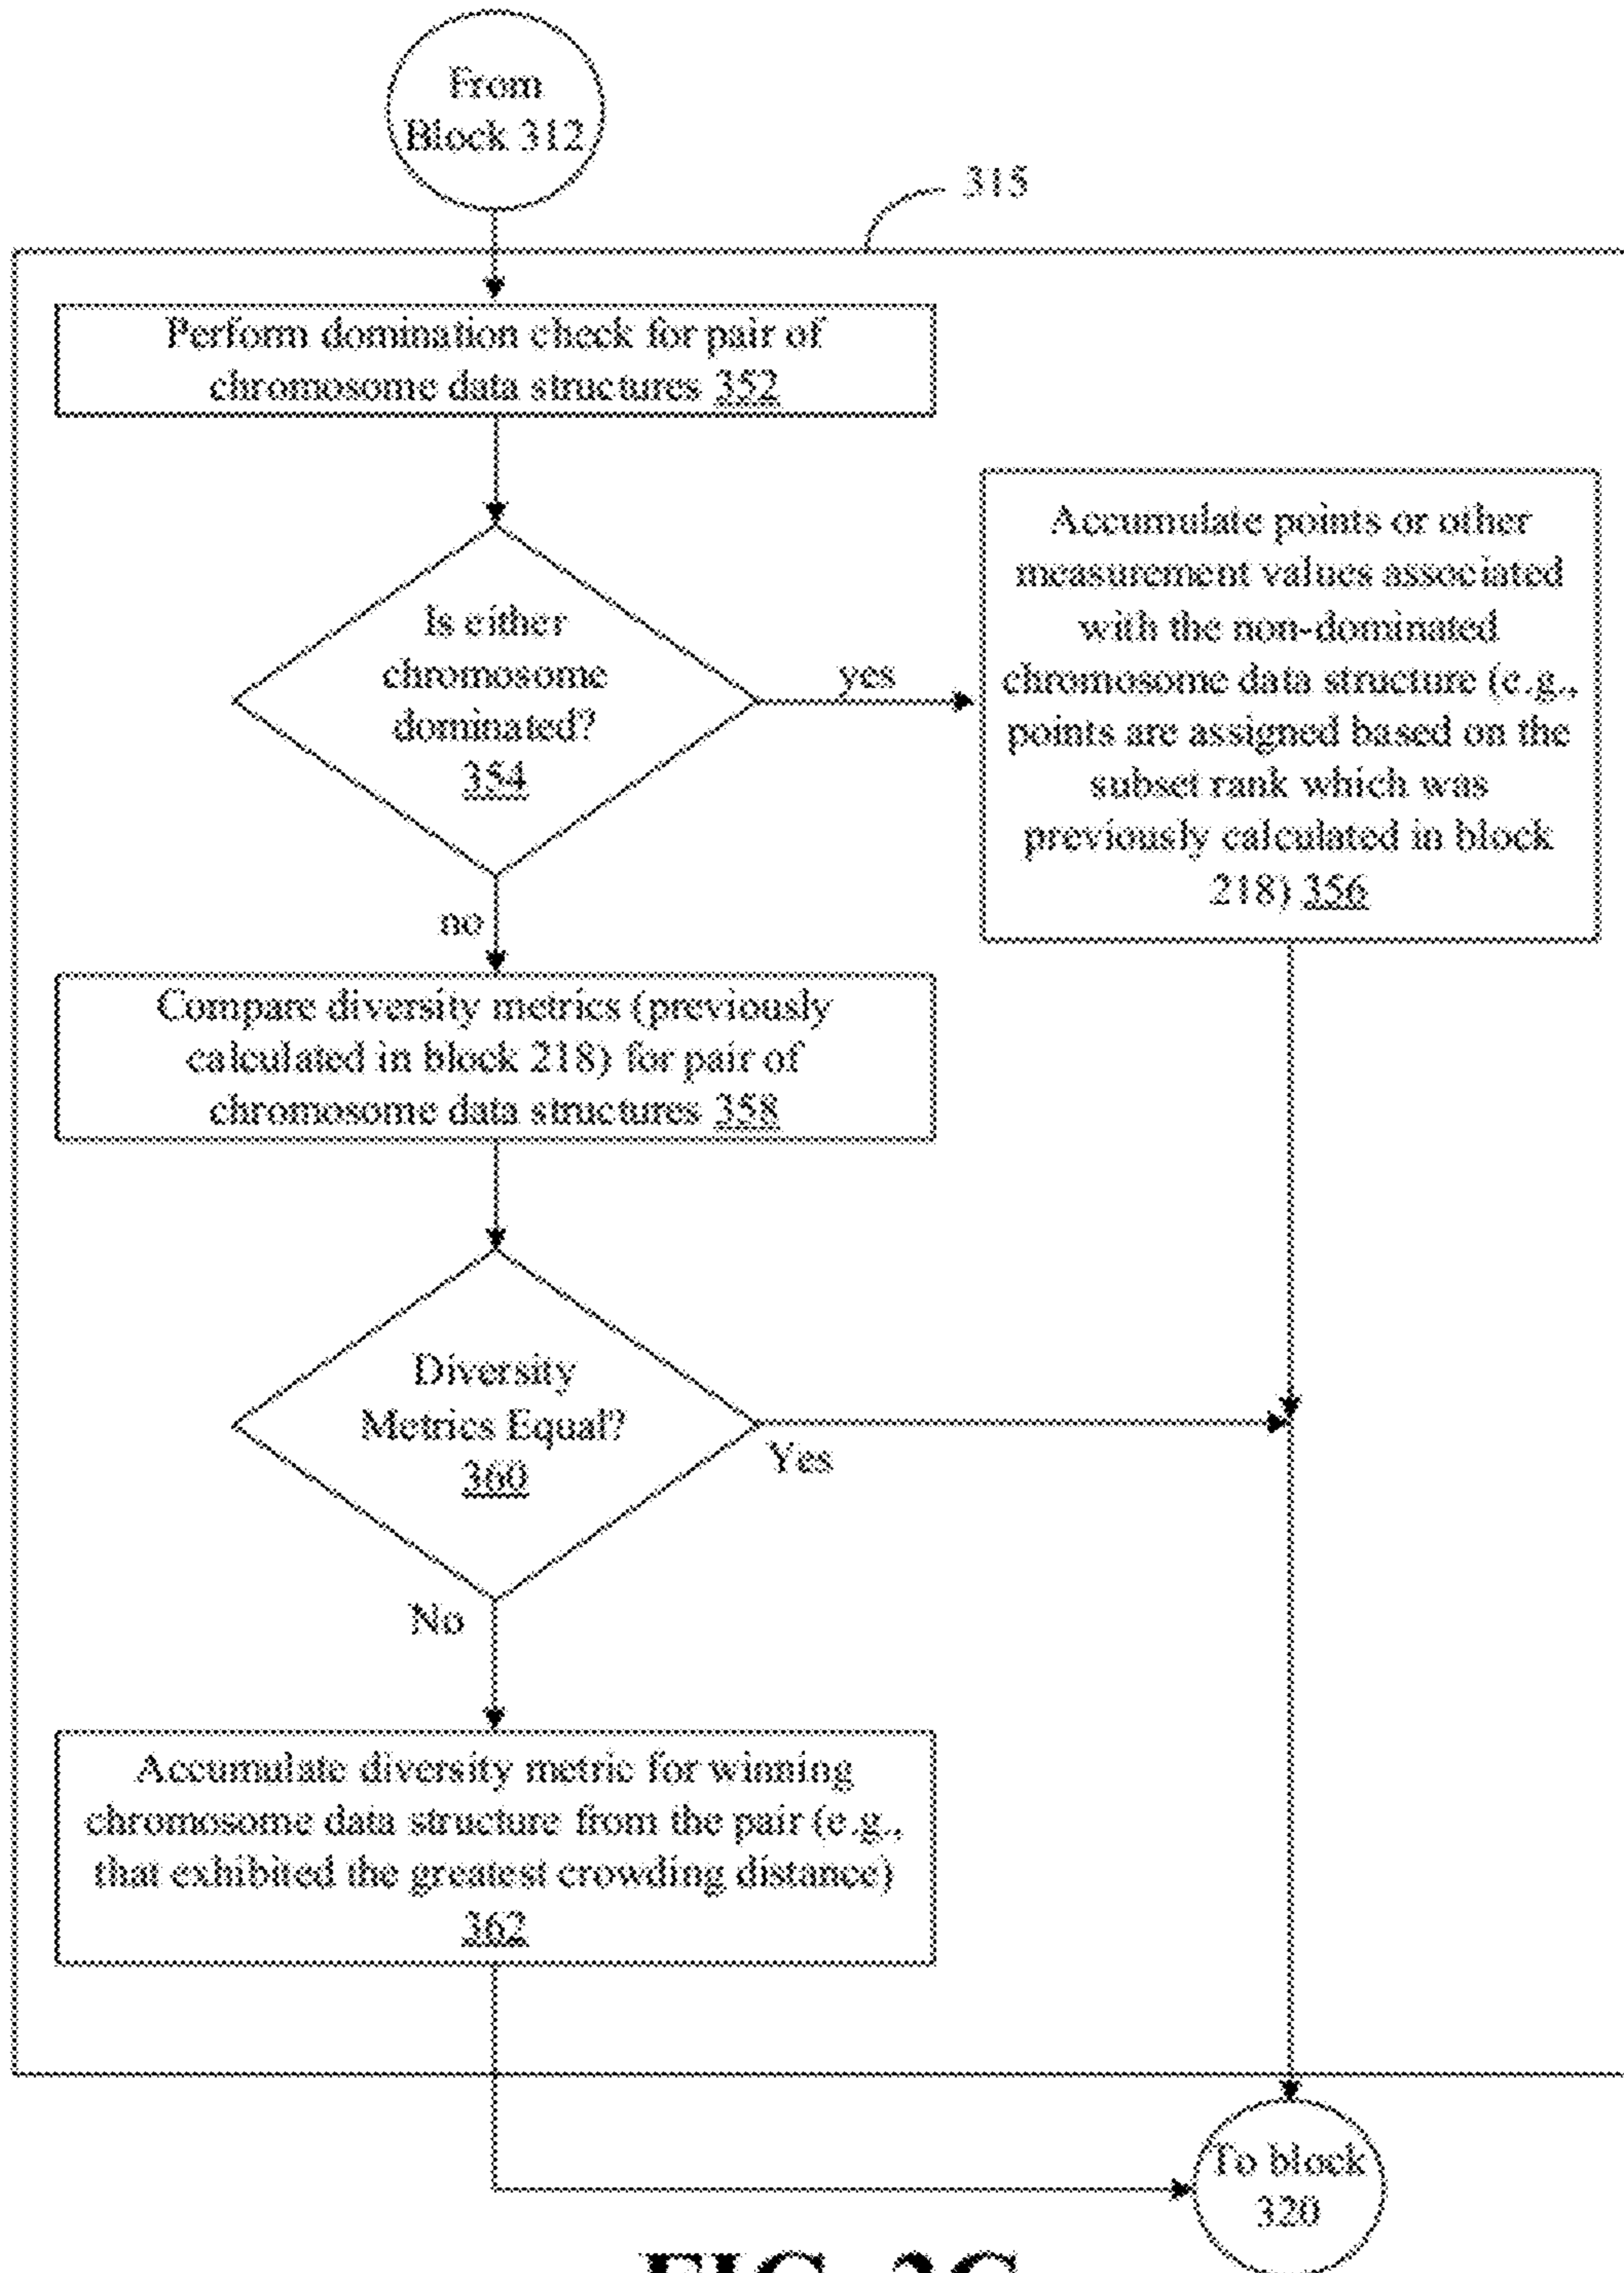 From
Block 312
315
Perform domination check for pair of
chromosome data structures 352
Is either
chromosome
dominated?
354
yes
Accumulate points or other
measurement values associated
with the non-dominated
chromosome data structure (e.g.,
points are assigned based on the
subset rank which was
previously calculated in block
218) 356
no
Compare diversity metrics (previously
calculated in block 218) for pair of
chromosome data structures 358
Diversity
Metrics Equal?
360
Yes
No
Accumulate diversity metric for winning
chromosome data structure from the pair (e.g.,
that exhibited the greatest crowding distance)
362
To block
320